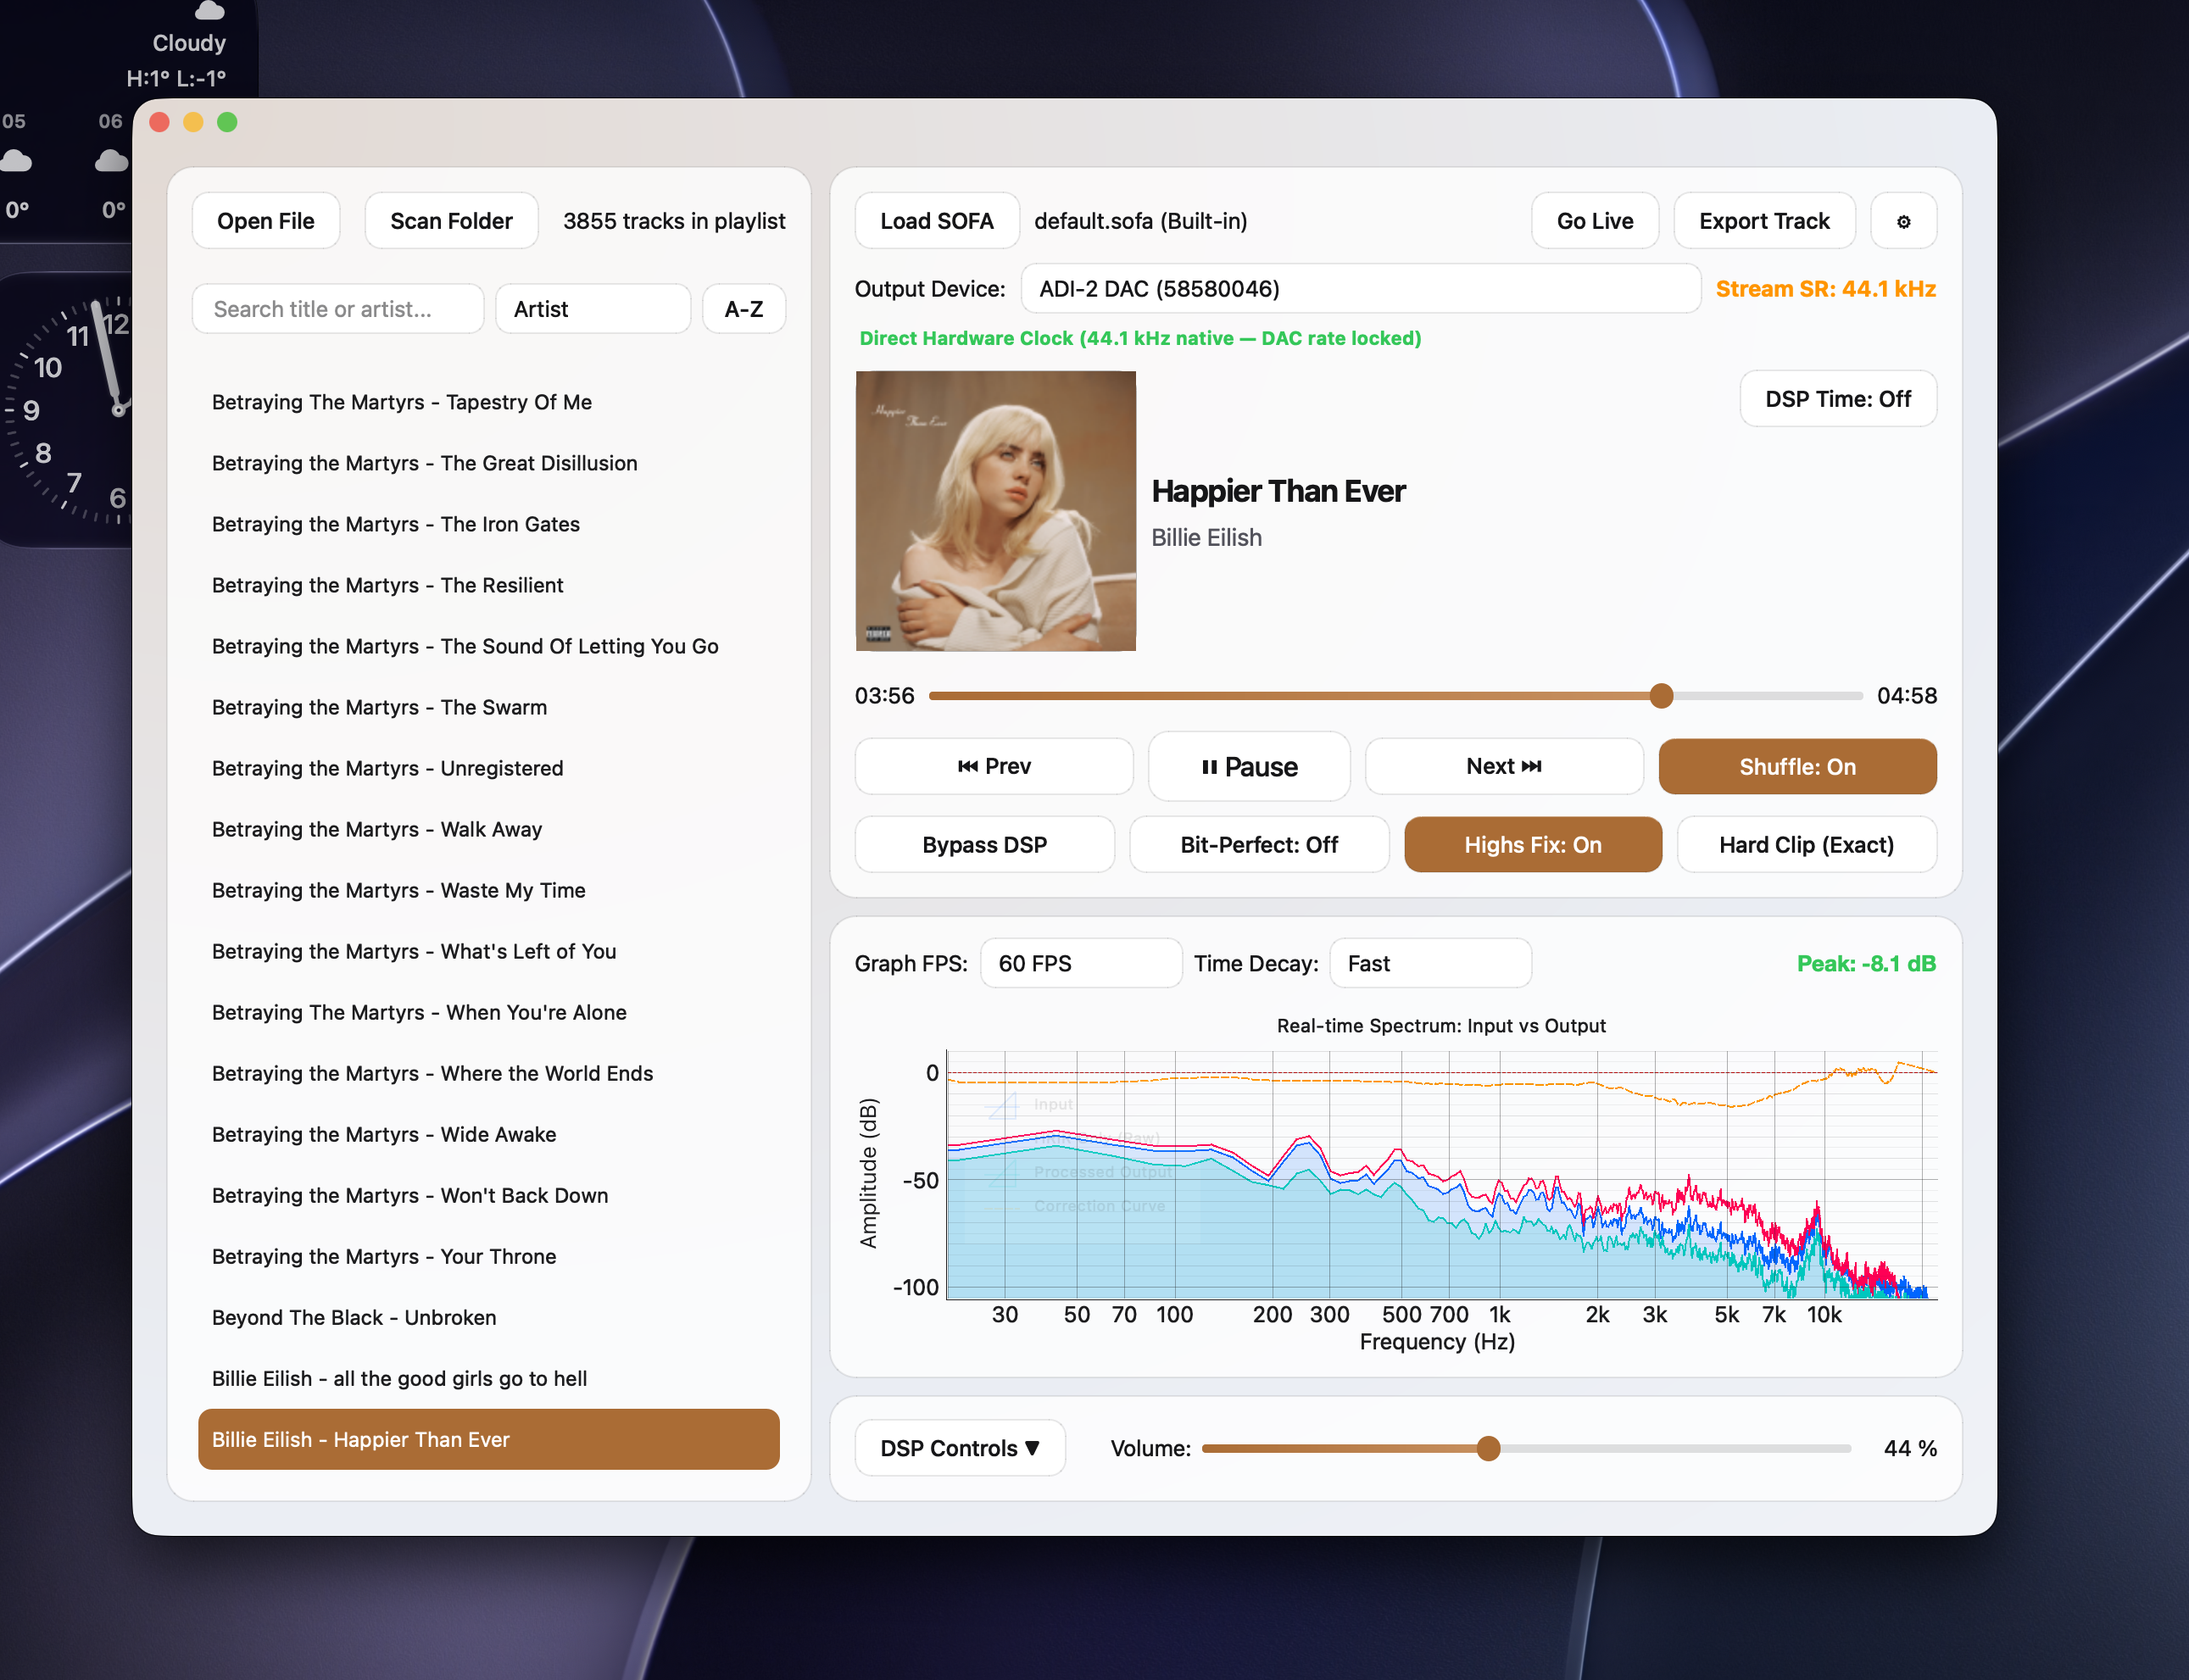 Cloudy
H:1° L:-1°
05 06
0° 0°
11 12
10
9
8
7
6
Open File Scan Folder 3855 tracks in playlist
Search title or artist... Artist A-Z
Betraying The Martyrs - Tapestry Of Me
Betraying the Martyrs - The Great Disillusion
Betraying the Martyrs - The Iron Gates
Betraying the Martyrs - The Resilient
Betraying the Martyrs - The Sound Of Letting You Go
Betraying the Martyrs - The Swarm
Betraying the Martyrs - Unregistered
Betraying the Martyrs - Walk Away
Betraying the Martyrs - Waste My Time
Betraying the Martyrs - What's Left of You
Betraying The Martyrs - When You're Alone
Betraying the Martyrs - Where the World Ends
Betraying the Martyrs - Wide Awake
Betraying the Martyrs - Won't Back Down
Betraying the Martyrs - Your Throne
Beyond The Black - Unbroken
Billie Eilish - all the good girls go to hell
Billie Eilish - Happier Than Ever
Load SOFA default.sofa (Built-in) Go Live Export Track ⚙
Output Device: ADI-2 DAC (58580046) Stream SR: 44.1 kHz
Direct Hardware Clock (44.1 kHz native — DAC rate locked)
DSP Time: Off
Happier
Than Ever
Happier Than Ever
Billie Eilish
03:56 04:58
⏮ Prev ⏸ Pause Next ⏭ Shuffle: On
Bypass DSP Bit-Perfect: Off Highs Fix: On Hard Clip (Exact)
Graph FPS: 60 FPS Time Decay: Fast Peak: -8.1 dB
Real-time Spectrum: Input vs Output
Amplitude (dB)
0
-50
-100
Input
(Raw)
Processed Output
Correction Curve
30 50 70 100 200 300 500 700 1k 2k 3k 5k 7k 10k
Frequency (Hz)
DSP Controls ▼ Volume: 44 %